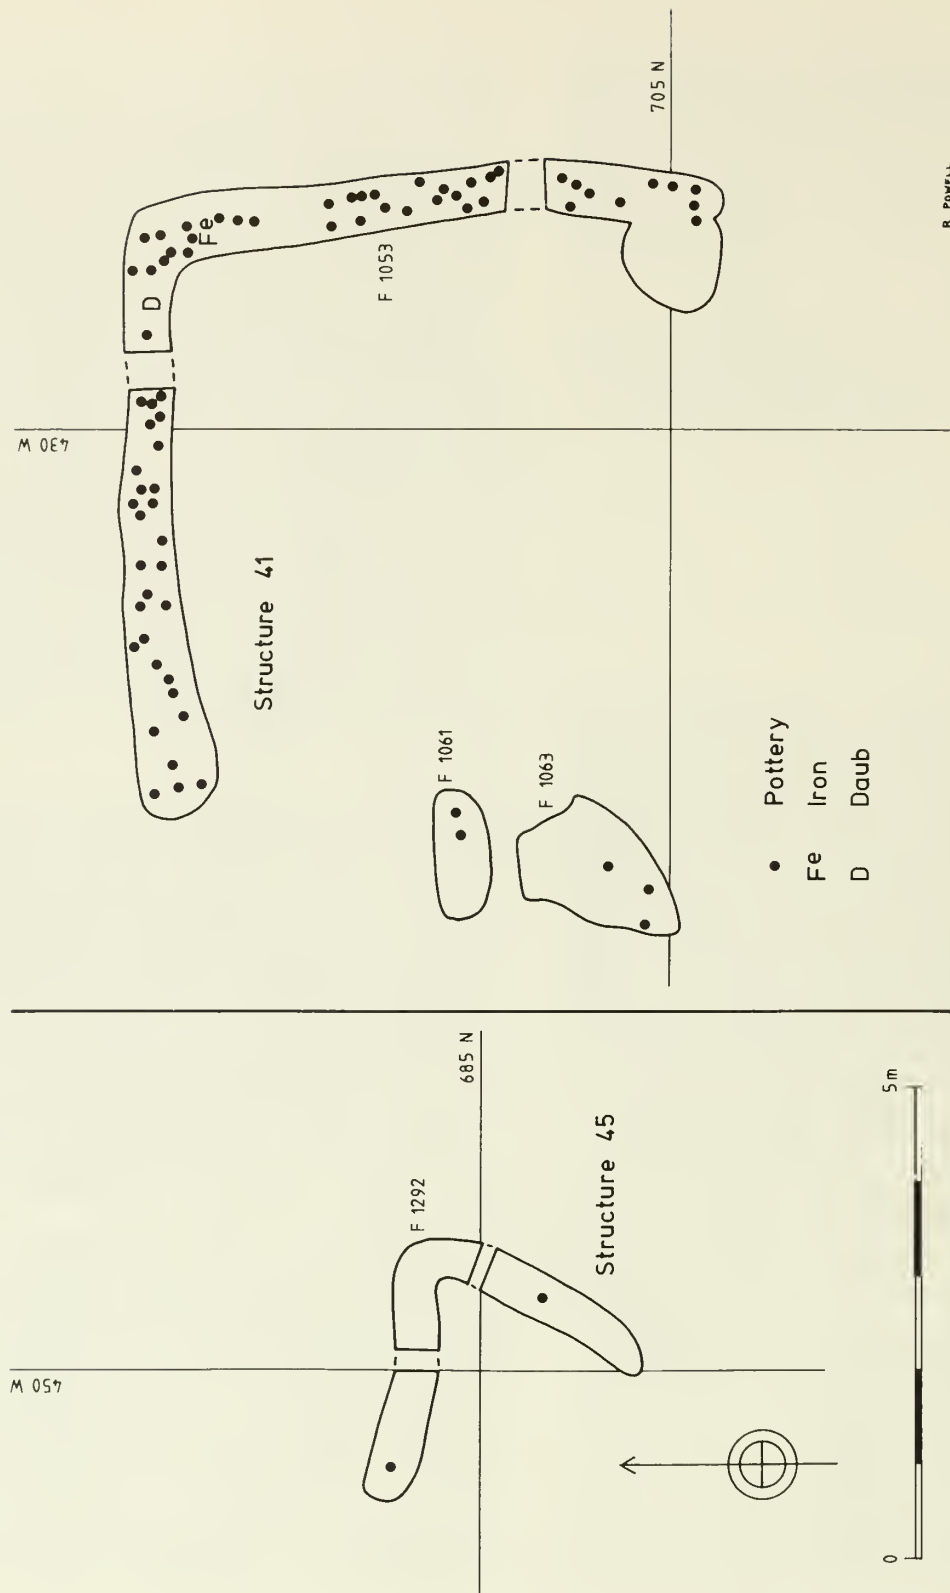 705 N
430 W
Fe
D
F 1053
Structure 41
F 1061
F 1063
● Pottery
Fe Iron
D Daub
685 N
450 W
F 1292
Structure 45
0 5m
R POWELL